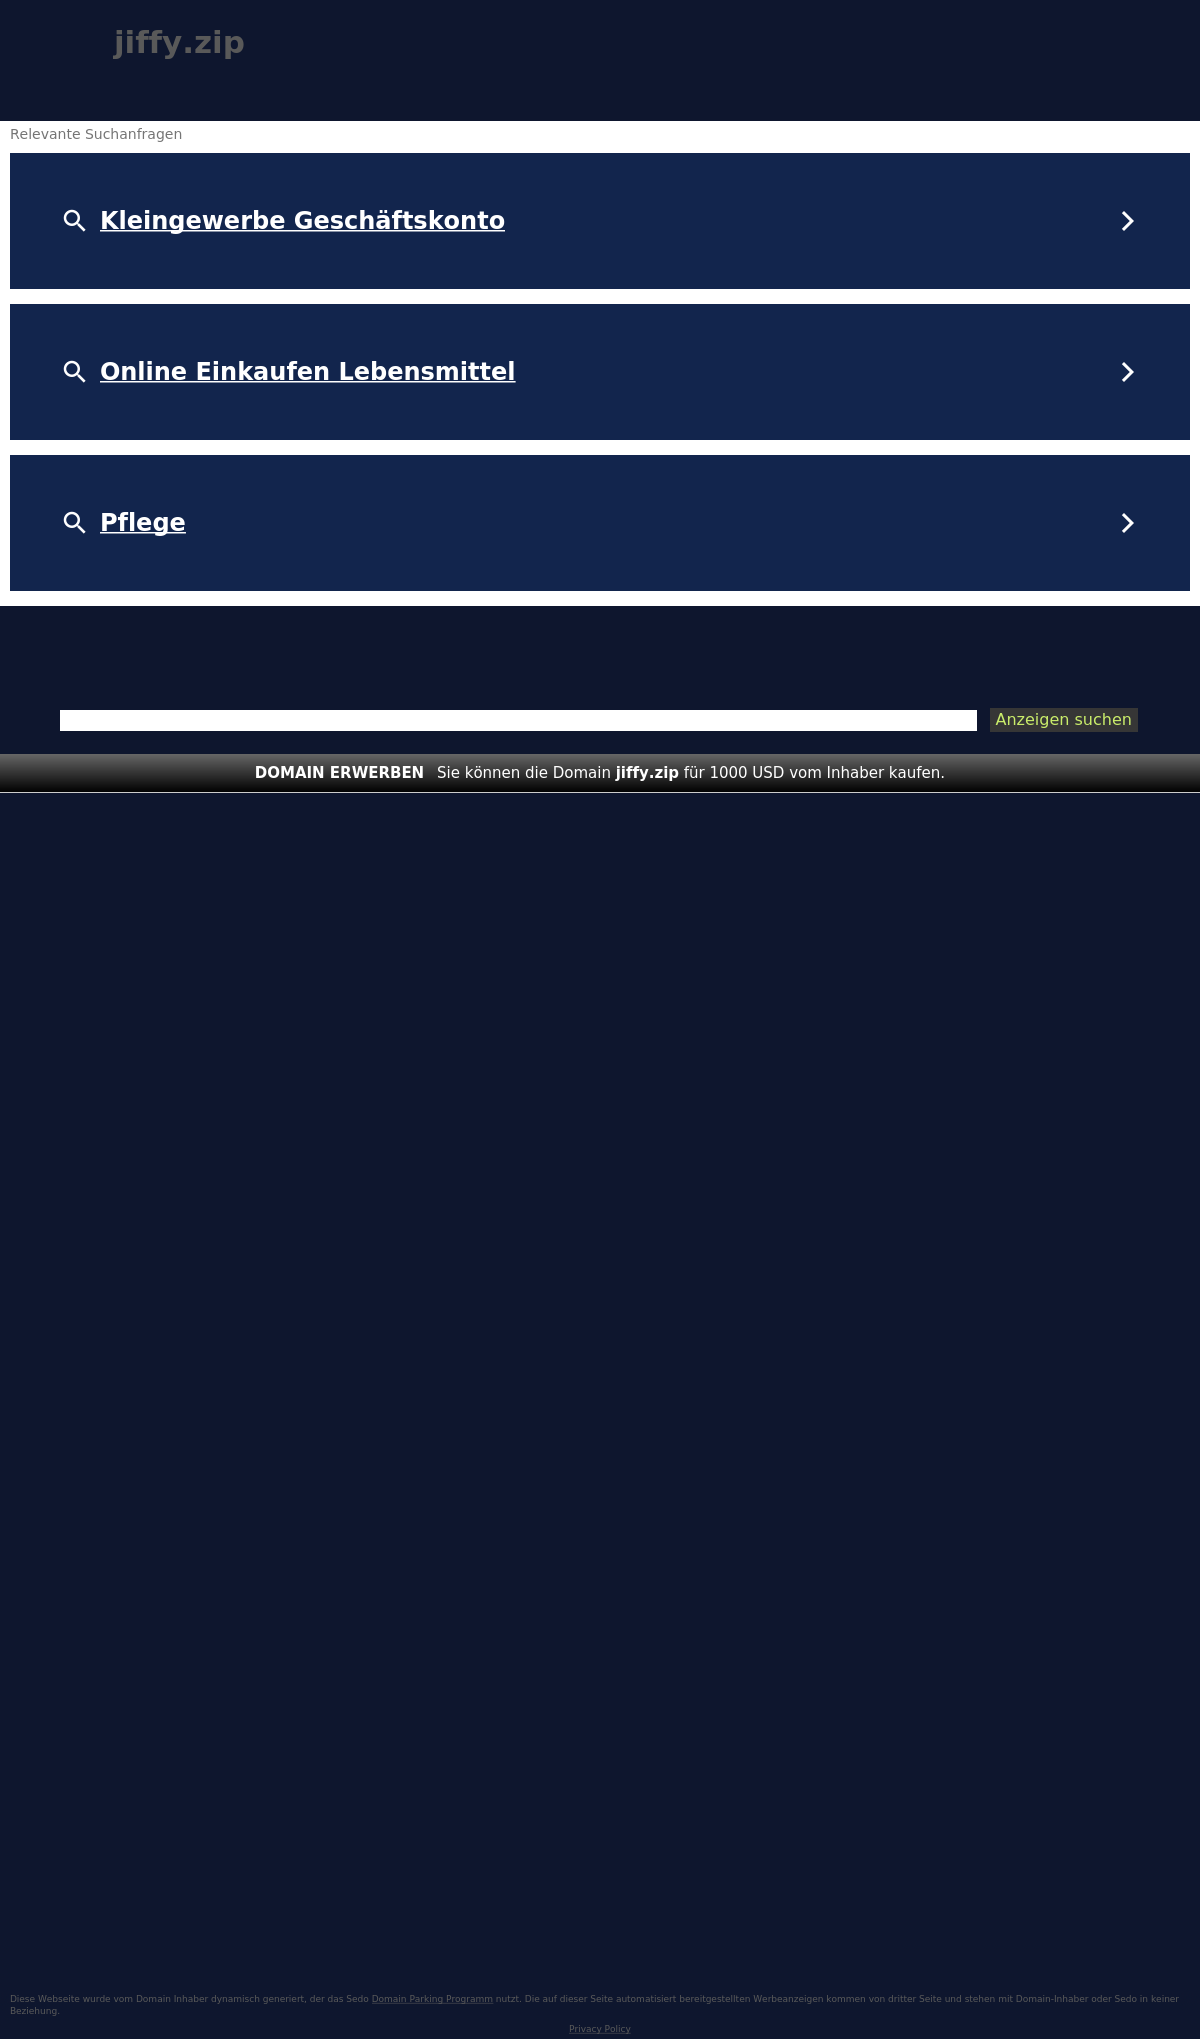 jiffy.zip
Relevante Suchanfragen
Kleingewerbe Geschäftskonto
Online Einkaufen Lebensmittel
Pflege
Anzeigen suchen
DOMAIN ERWERBEN Sie können die Domain jiffy.zip für 1000 USD vom Inhaber kaufen.
Diese Webseite wurde vom Domain Inhaber dynamisch generiert, der das Sedo Domain Parking Programm nutzt. Die auf dieser Seite automatisiert bereitgestellten Werbeanzeigen kommen von dritter Seite und stehen mit Domain-Inhaber oder Sedo in keiner
Beziehung.
Privacy Policy